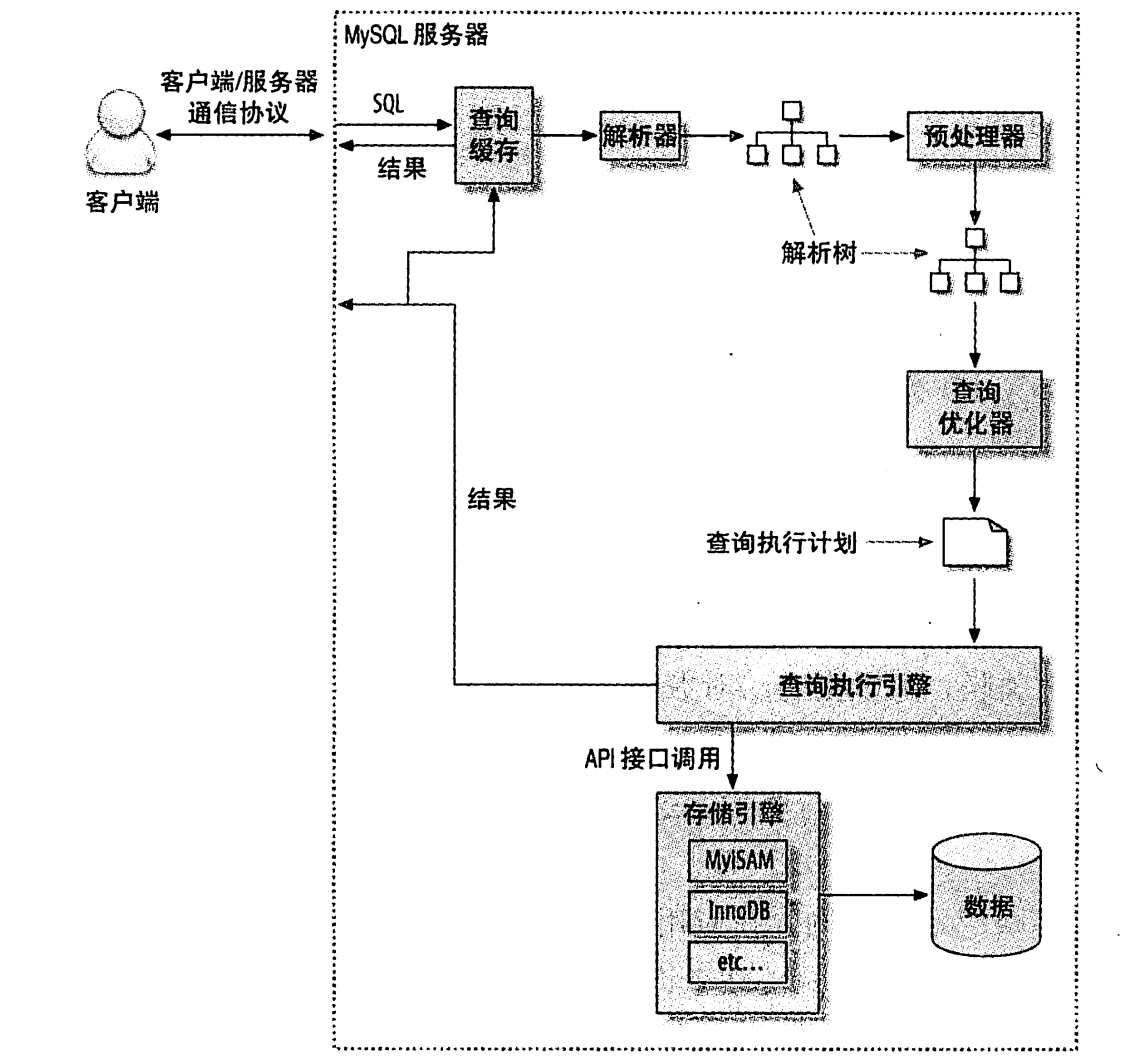 MySQL 服务器
客户端/服务器
通信协议
SQL
结果
查询
缓存
解析器
预处理器
客户端
解析树
查询
优化器
结果
查询执行计划
查询执行引擎
API 接口调用
存储引擎
MyISAM
InnoDB
etc...
数据